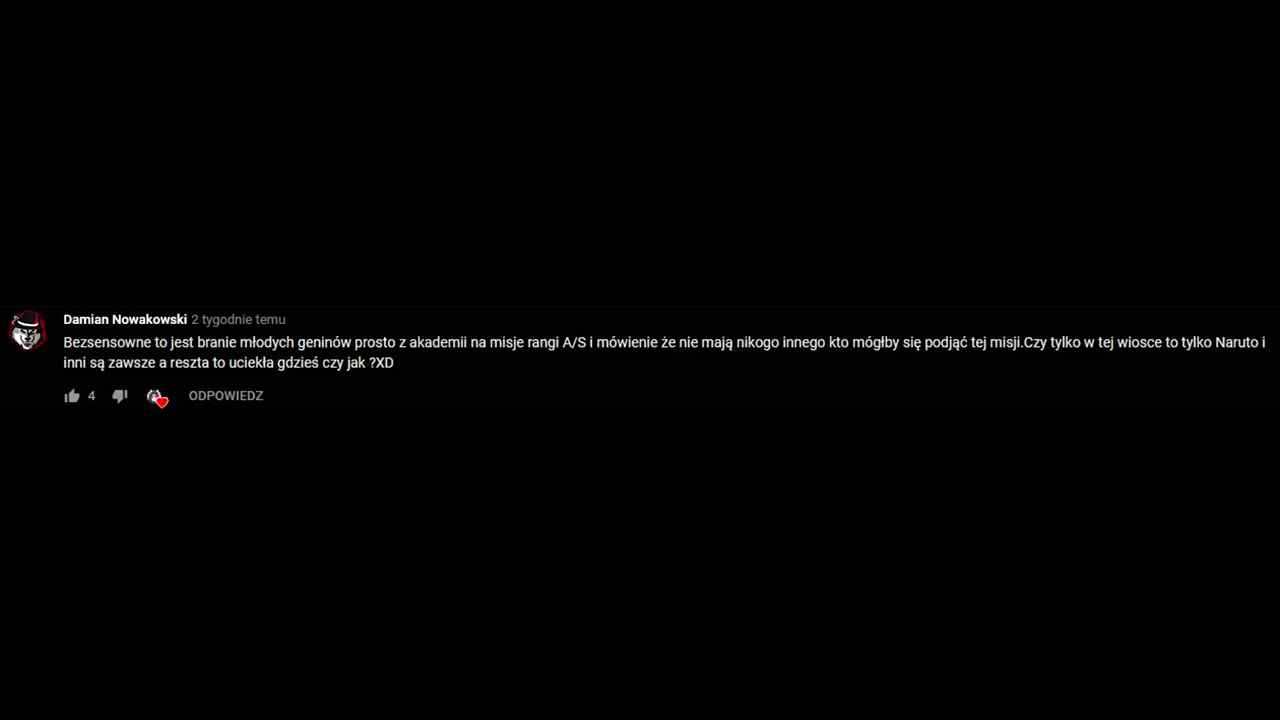 Damian Nowakowski 2 tygodnie temu
Bezsensowne to jest branie młodych geninów prosto z akademii na misje rangi A/S i mówienie że nie mają nikogo innego kto mógłby się podjąć tej misji.Czy tylko w tej wiosce to tylko Naruto i
inni są zawsze a reszta to uciekła gdzieś czy jak ?XD
4 ODPOWIEDZ